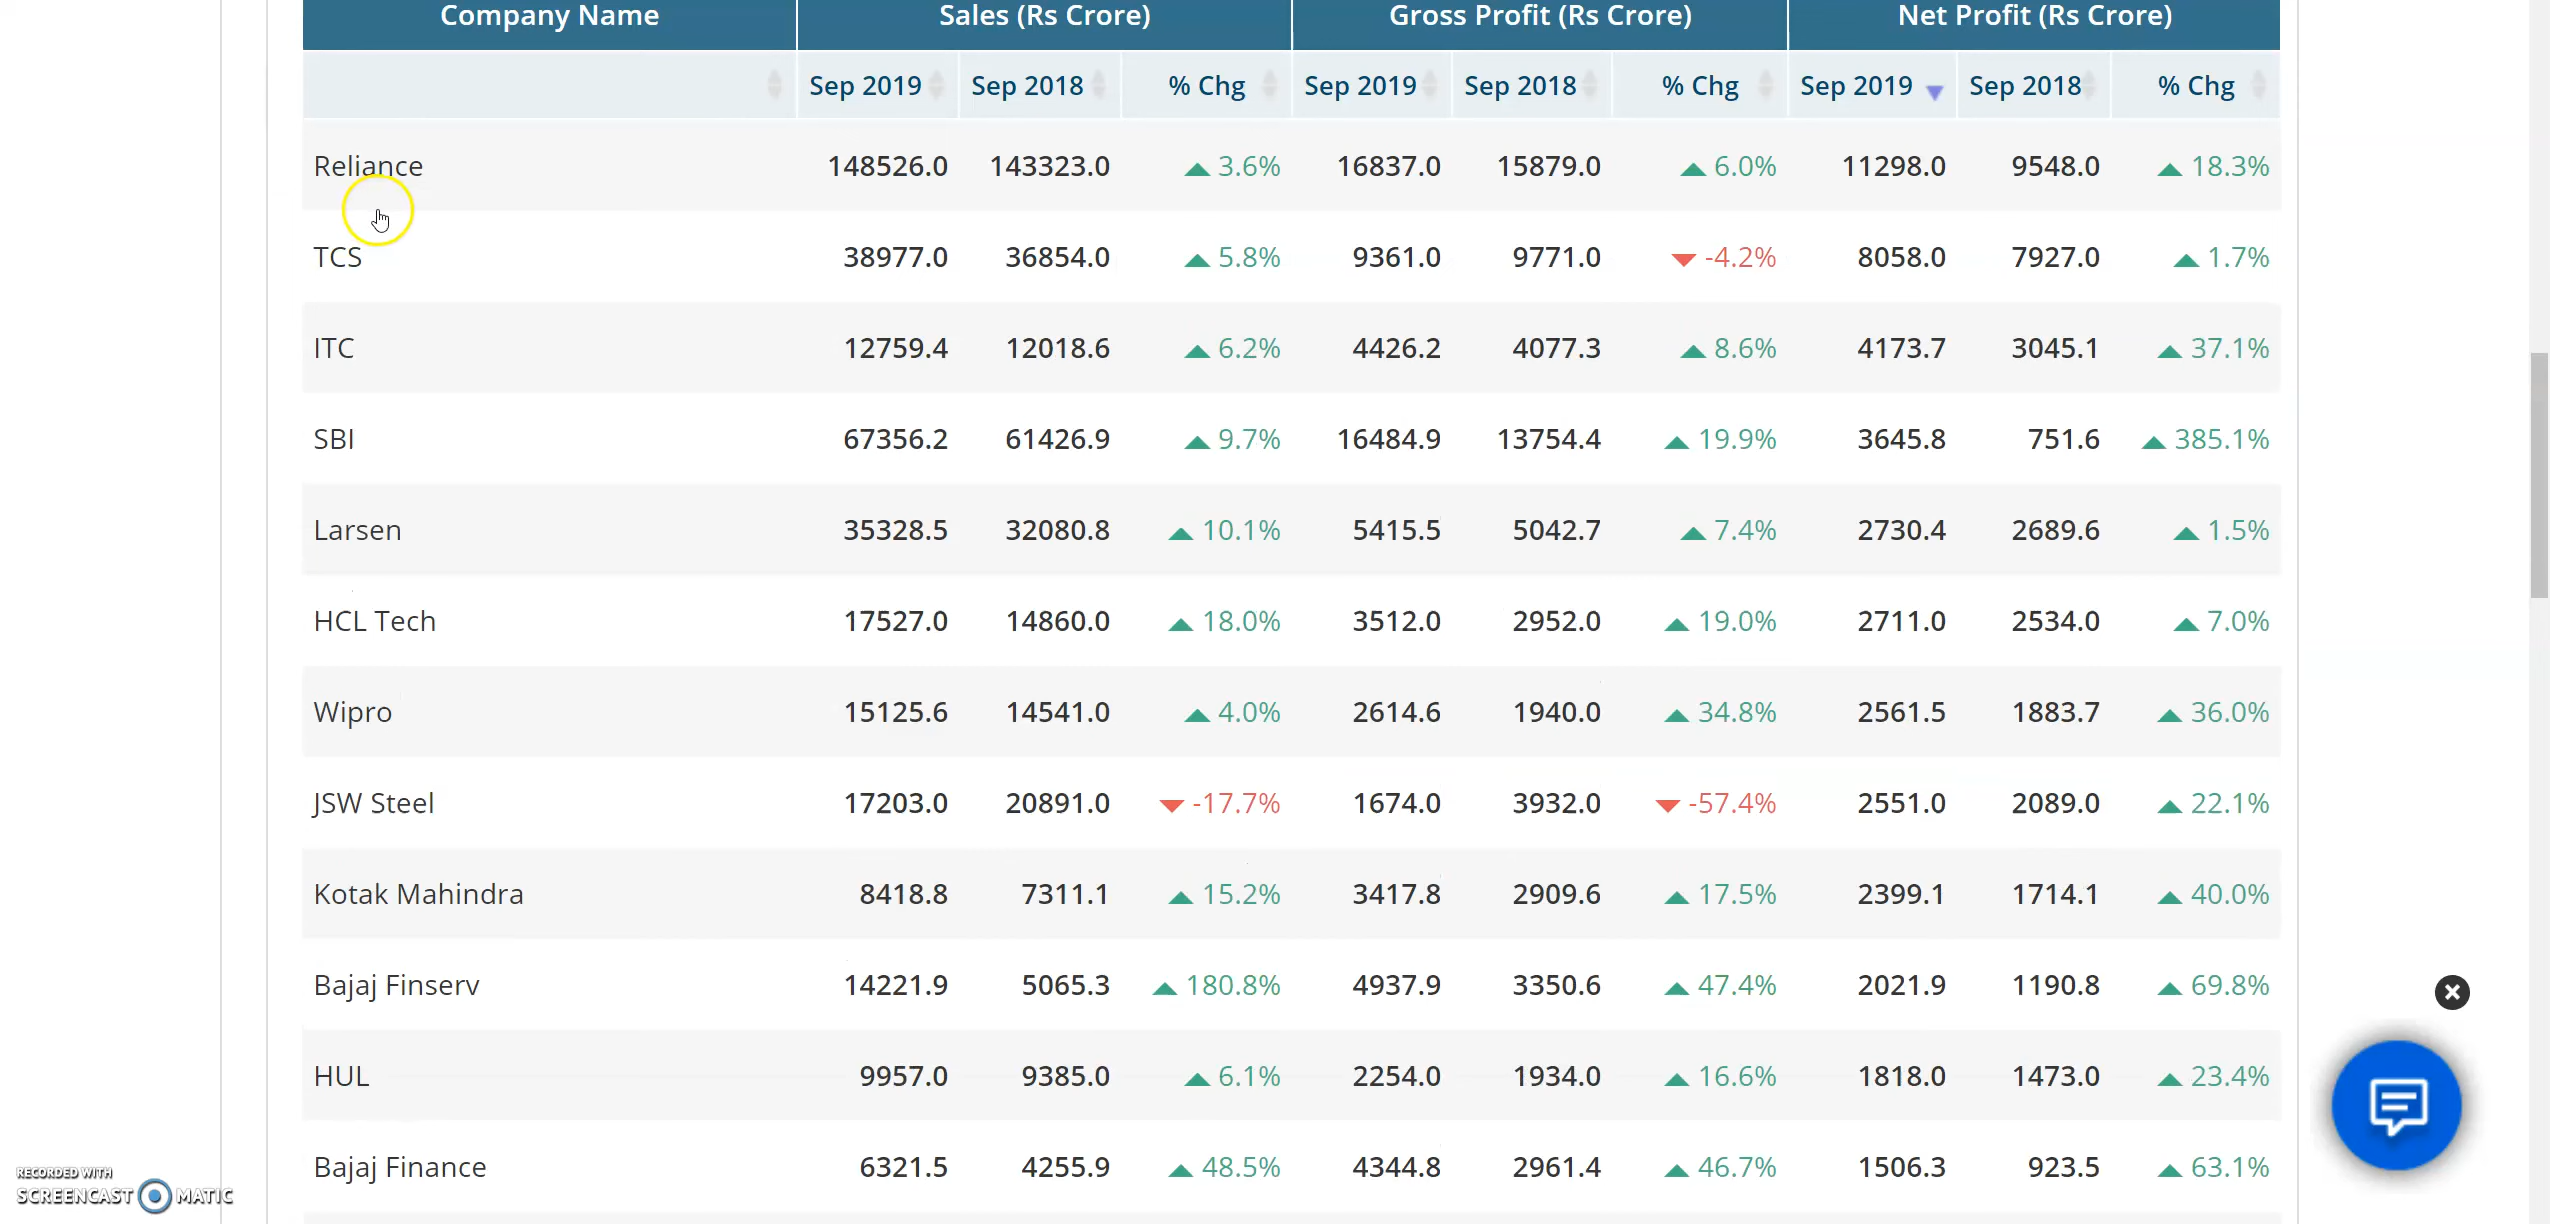 Company Name Sales (Rs Crore) Gross Profit (Rs Crore) Net Profit (Rs Crore)
Sep 2019 Sep 2018 % Chg Sep 2019 Sep 2018 % Chg Sep 2019 Sep 2018 % Chg
Reliance 148526.0 143323.0 3.6% 16837.0 15879.0 6.0% 11298.0 9548.0 18.3%
TCS 38977.0 36854.0 5.8% 9361.0 9771.0 -4.2% 8058.0 7927.0 1.7%
ITC 12759.4 12018.6 6.2% 4426.2 4077.3 8.6% 4173.7 3045.1 37.1%
SBI 67356.2 61426.9 9.7% 16484.9 13754.4 19.9% 3645.8 751.6 385.1%
Larsen 35328.5 32080.8 10.1% 5415.5 5042.7 7.4% 2730.4 2689.6 1.5%
HCL Tech 17527.0 14860.0 18.0% 3512.0 2952.0 19.0% 2711.0 2534.0 7.0%
Wipro 15125.6 14541.0 4.0% 2614.6 1940.0 34.8% 2561.5 1883.7 36.0%
JSW Steel 17203.0 20891.0 -17.7% 1674.0 3932.0 -57.4% 2551.0 2089.0 22.1%
Kotak Mahindra 8418.8 7311.1 15.2% 3417.8 2909.6 17.5% 2399.1 1714.1 40.0%
Bajaj Finserv 14221.9 5065.3 180.8% 4937.9 3350.6 47.4% 2021.9 1190.8 69.8%
HUL 9957.0 9385.0 6.1% 2254.0 1934.0 16.6% 1818.0 1473.0 23.4%
Bajaj Finance 6321.5 4255.9 48.5% 4344.8 2961.4 46.7% 1506.3 923.5 63.1%
RECORDED WITH
SCREENCAST MATIC